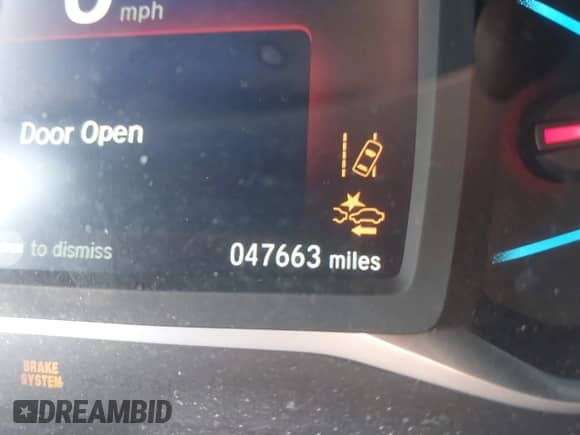 mph
Door Open
to dismiss
047663 miles
BRAKE
SYSTEM
DREAMBID